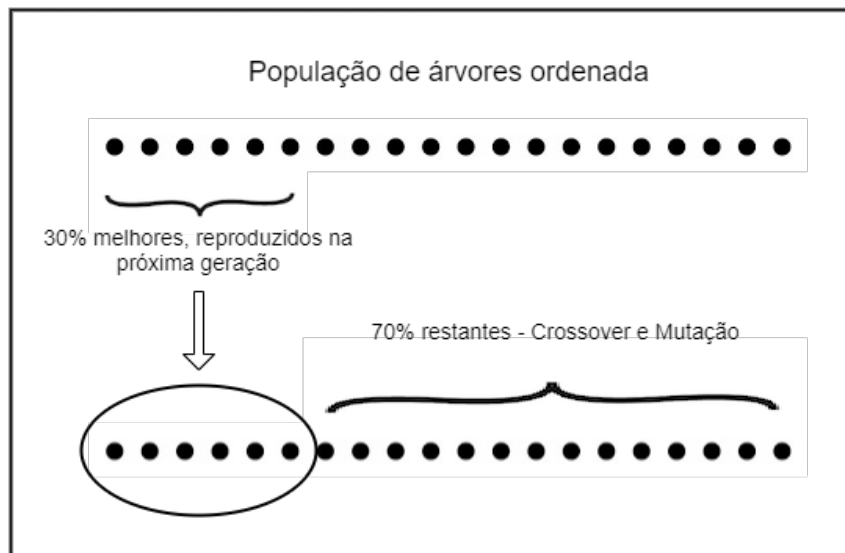 População de árvores ordenada
30% melhores, reproduzidos na
próxima geração
70% restantes - Crossover e Mutação